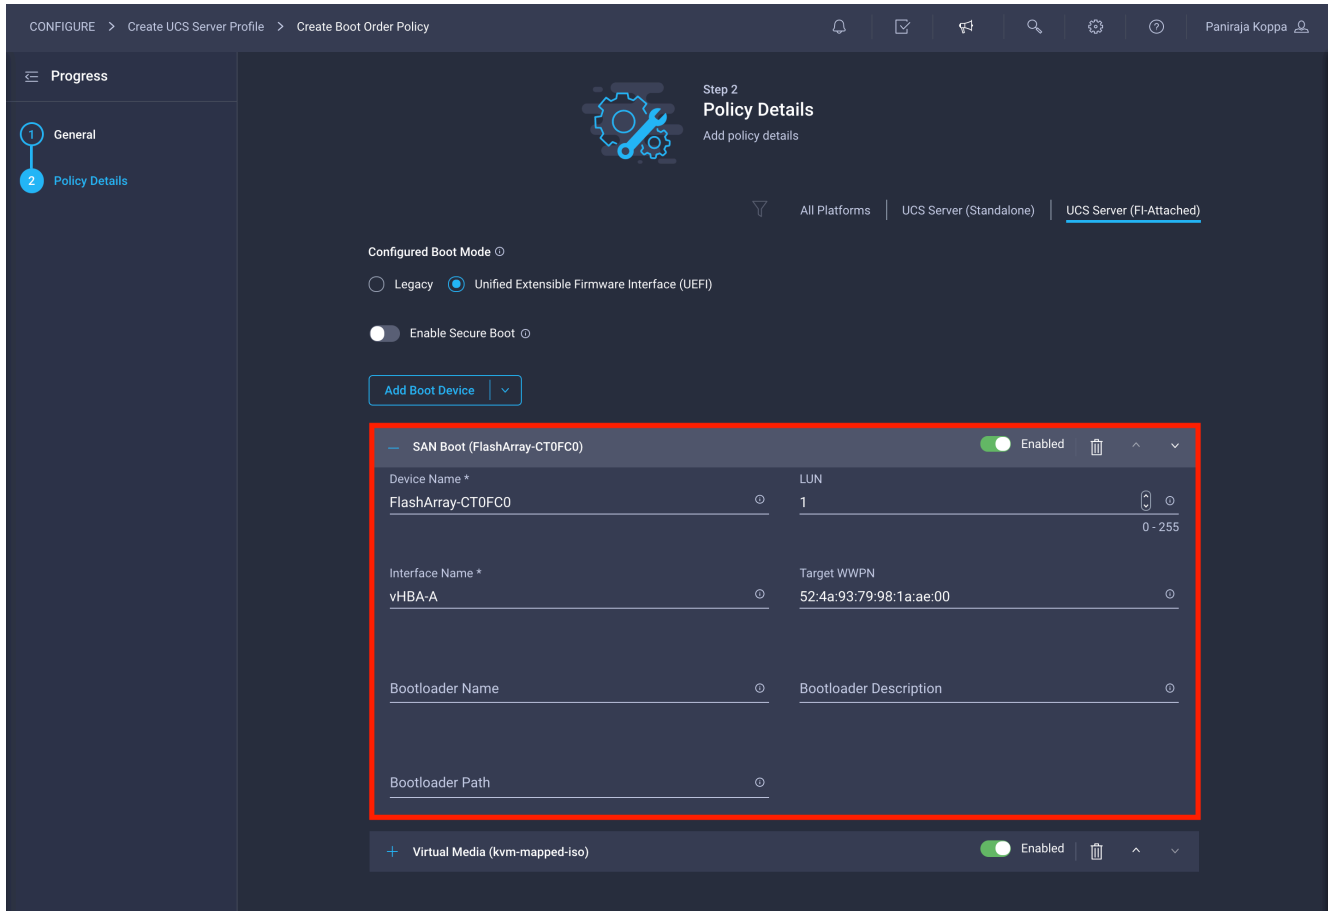 CONFIGURE > Create UCS Server Profile > Create Boot Order Policy
Paniraja Koppa
Progress
1 General
2 Policy Details
Step 2
Policy Details
Add policy details
All Platforms | UCS Server (Standalone) | UCS Server (FI-Attached)
Configured Boot Mode
Legacy Unified Extensible Firmware Interface (UEFI)
Enable Secure Boot
Add Boot Device
SAN Boot (FlashArray-CT0FC0) Enabled
Device Name * LUN
FlashArray-CT0FC0 1
0 - 255
Interface Name * Target WWPN
vHBA-A 52:4a:93:79:98:1a:ae:00
Bootloader Name Bootloader Description
Bootloader Path
Virtual Media (kvm-mapped-iso) Enabled